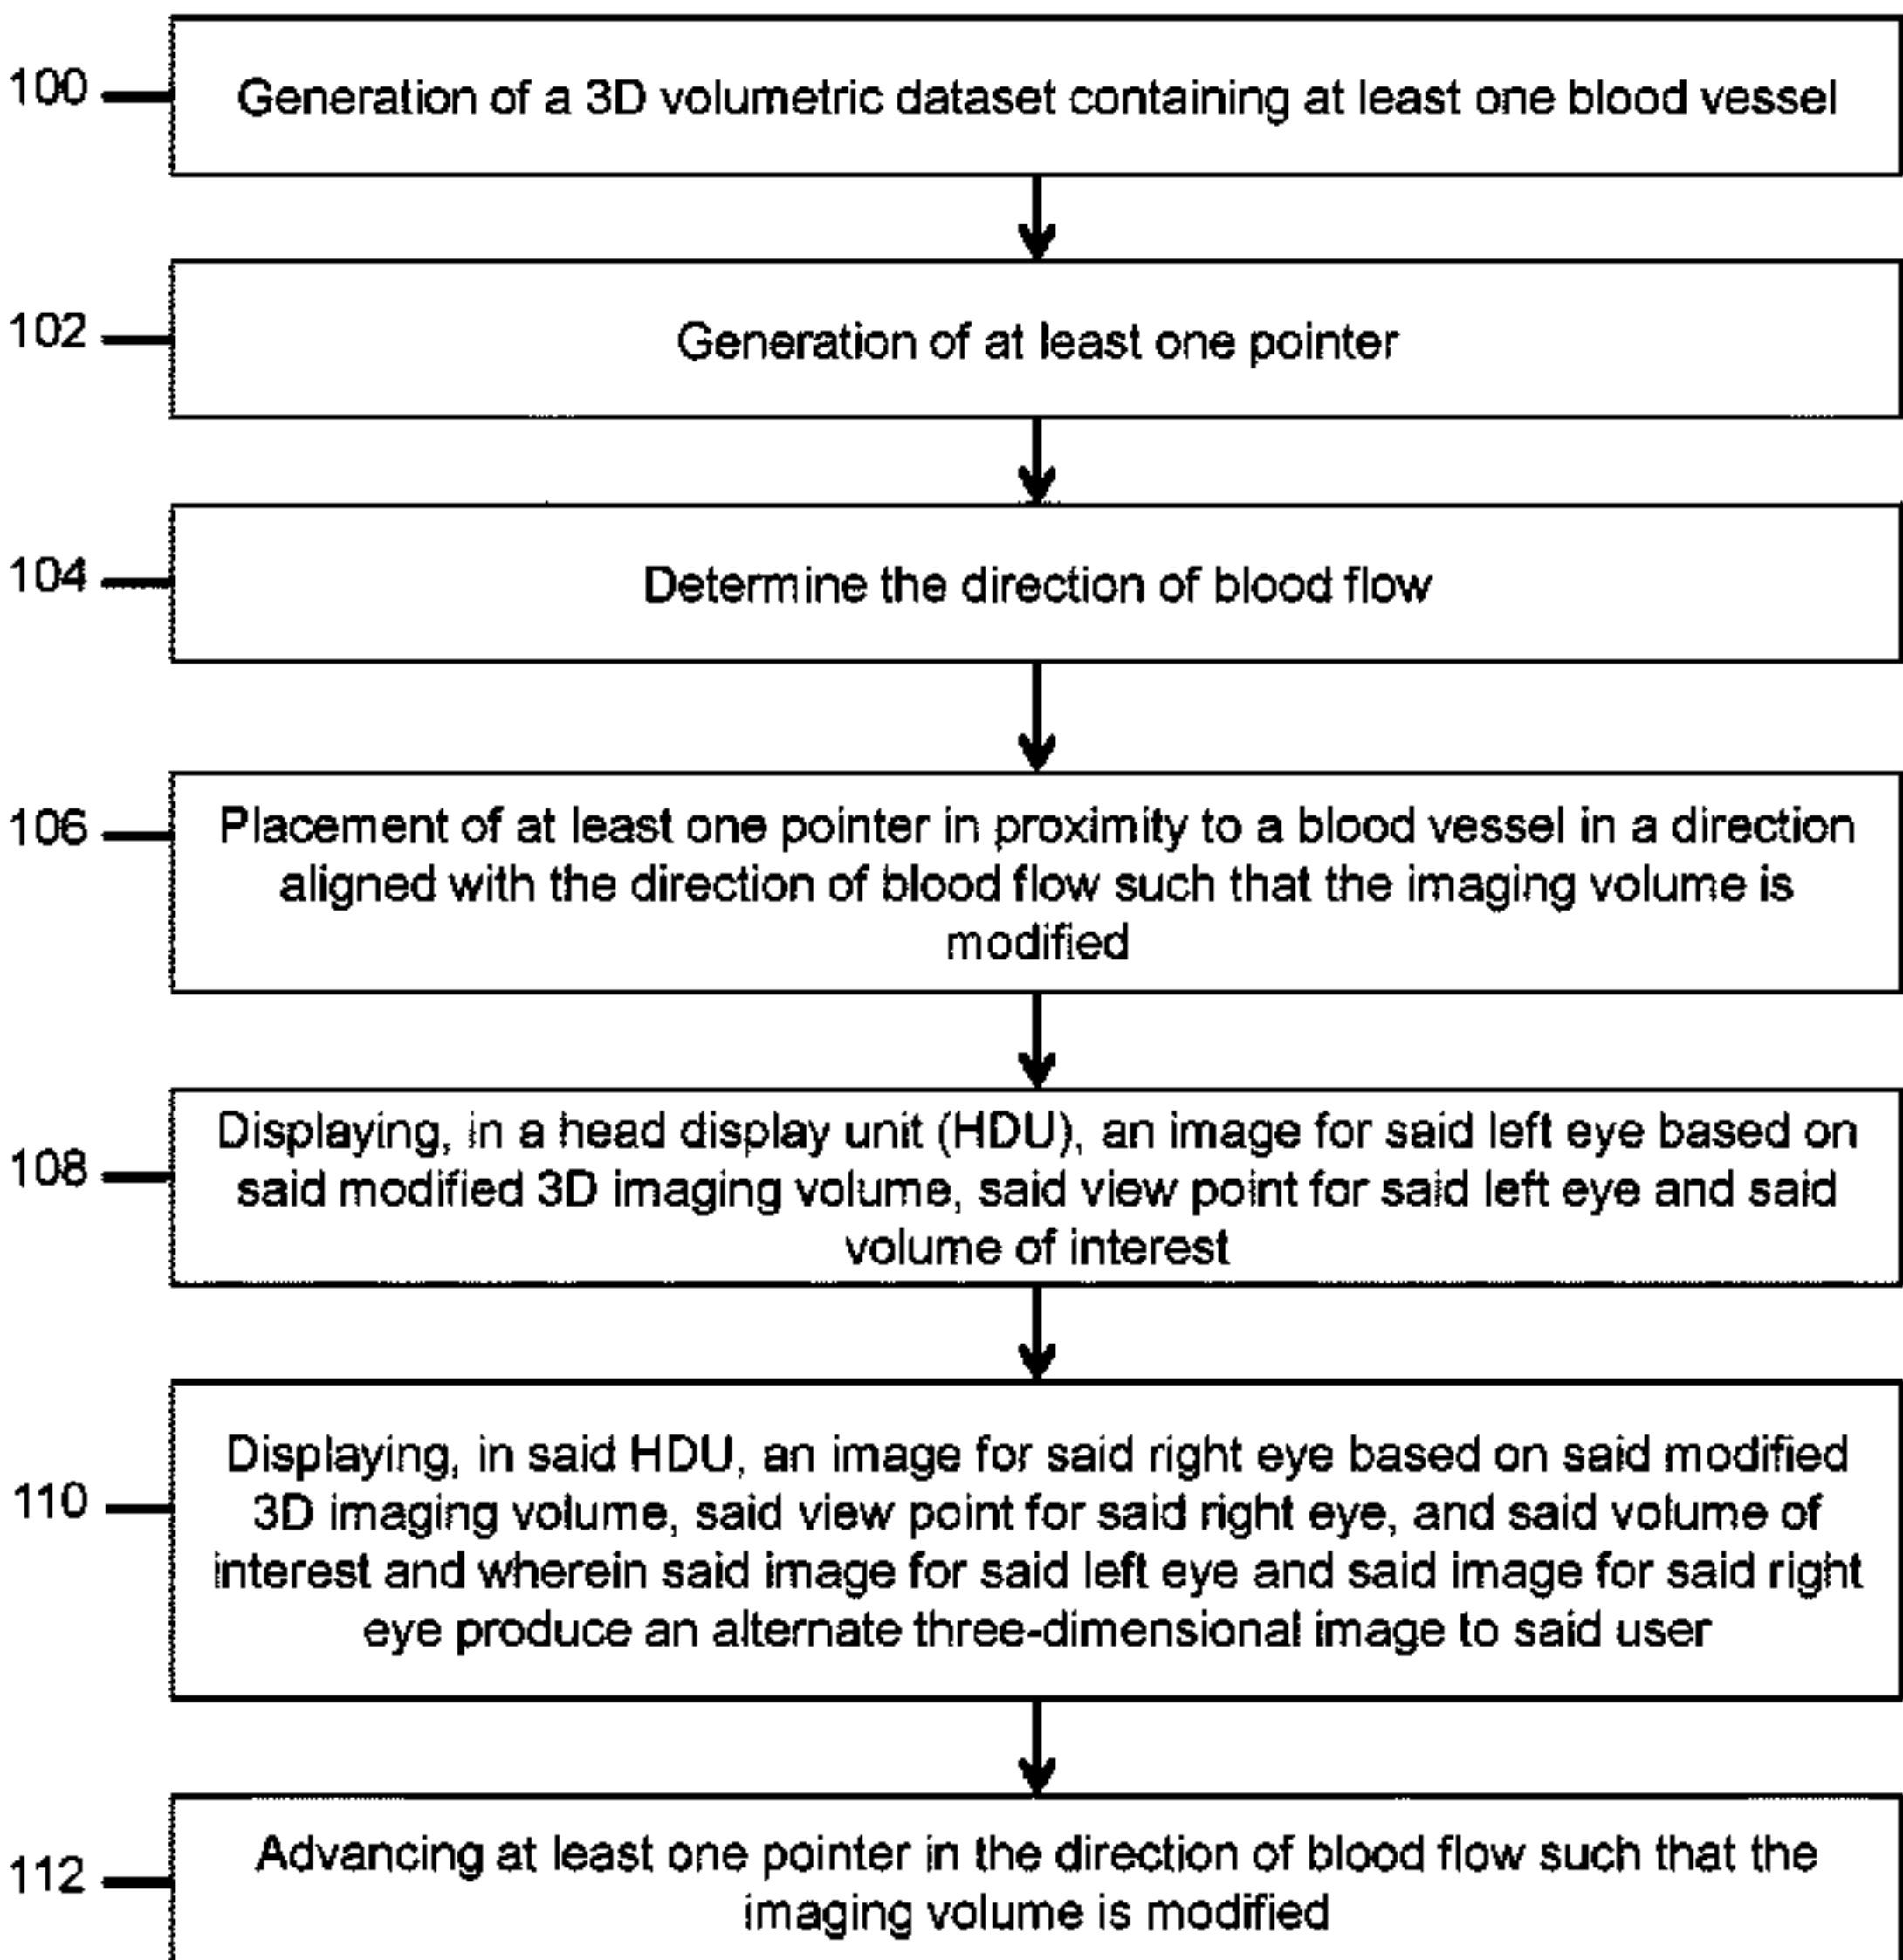 100
Generation of a 3D volumetric dataset containing at least one blood vessel
102
Generation of at least one pointer
104
Determine the direction of blood flow
106
Placement of at least one pointer in proximity to a blood vessel in a direction
aligned with the direction of blood flow such that the imaging volume is
modified
108
Displaying, in a head display unit (HDU), an image for said left eye based on
said modified 3D imaging volume, said view point for said left eye and said
volume of interest
110
Displaying, in said HDU, an image for said right eye based on said modified
3D imaging volume, said view point for said right eye, and said volume of
interest and wherein said image for said left eye and said image for said right
eye produce an alternate three-dimensional image to said user
112
Advancing at least one pointer in the direction of blood flow such that the
imaging volume is modified